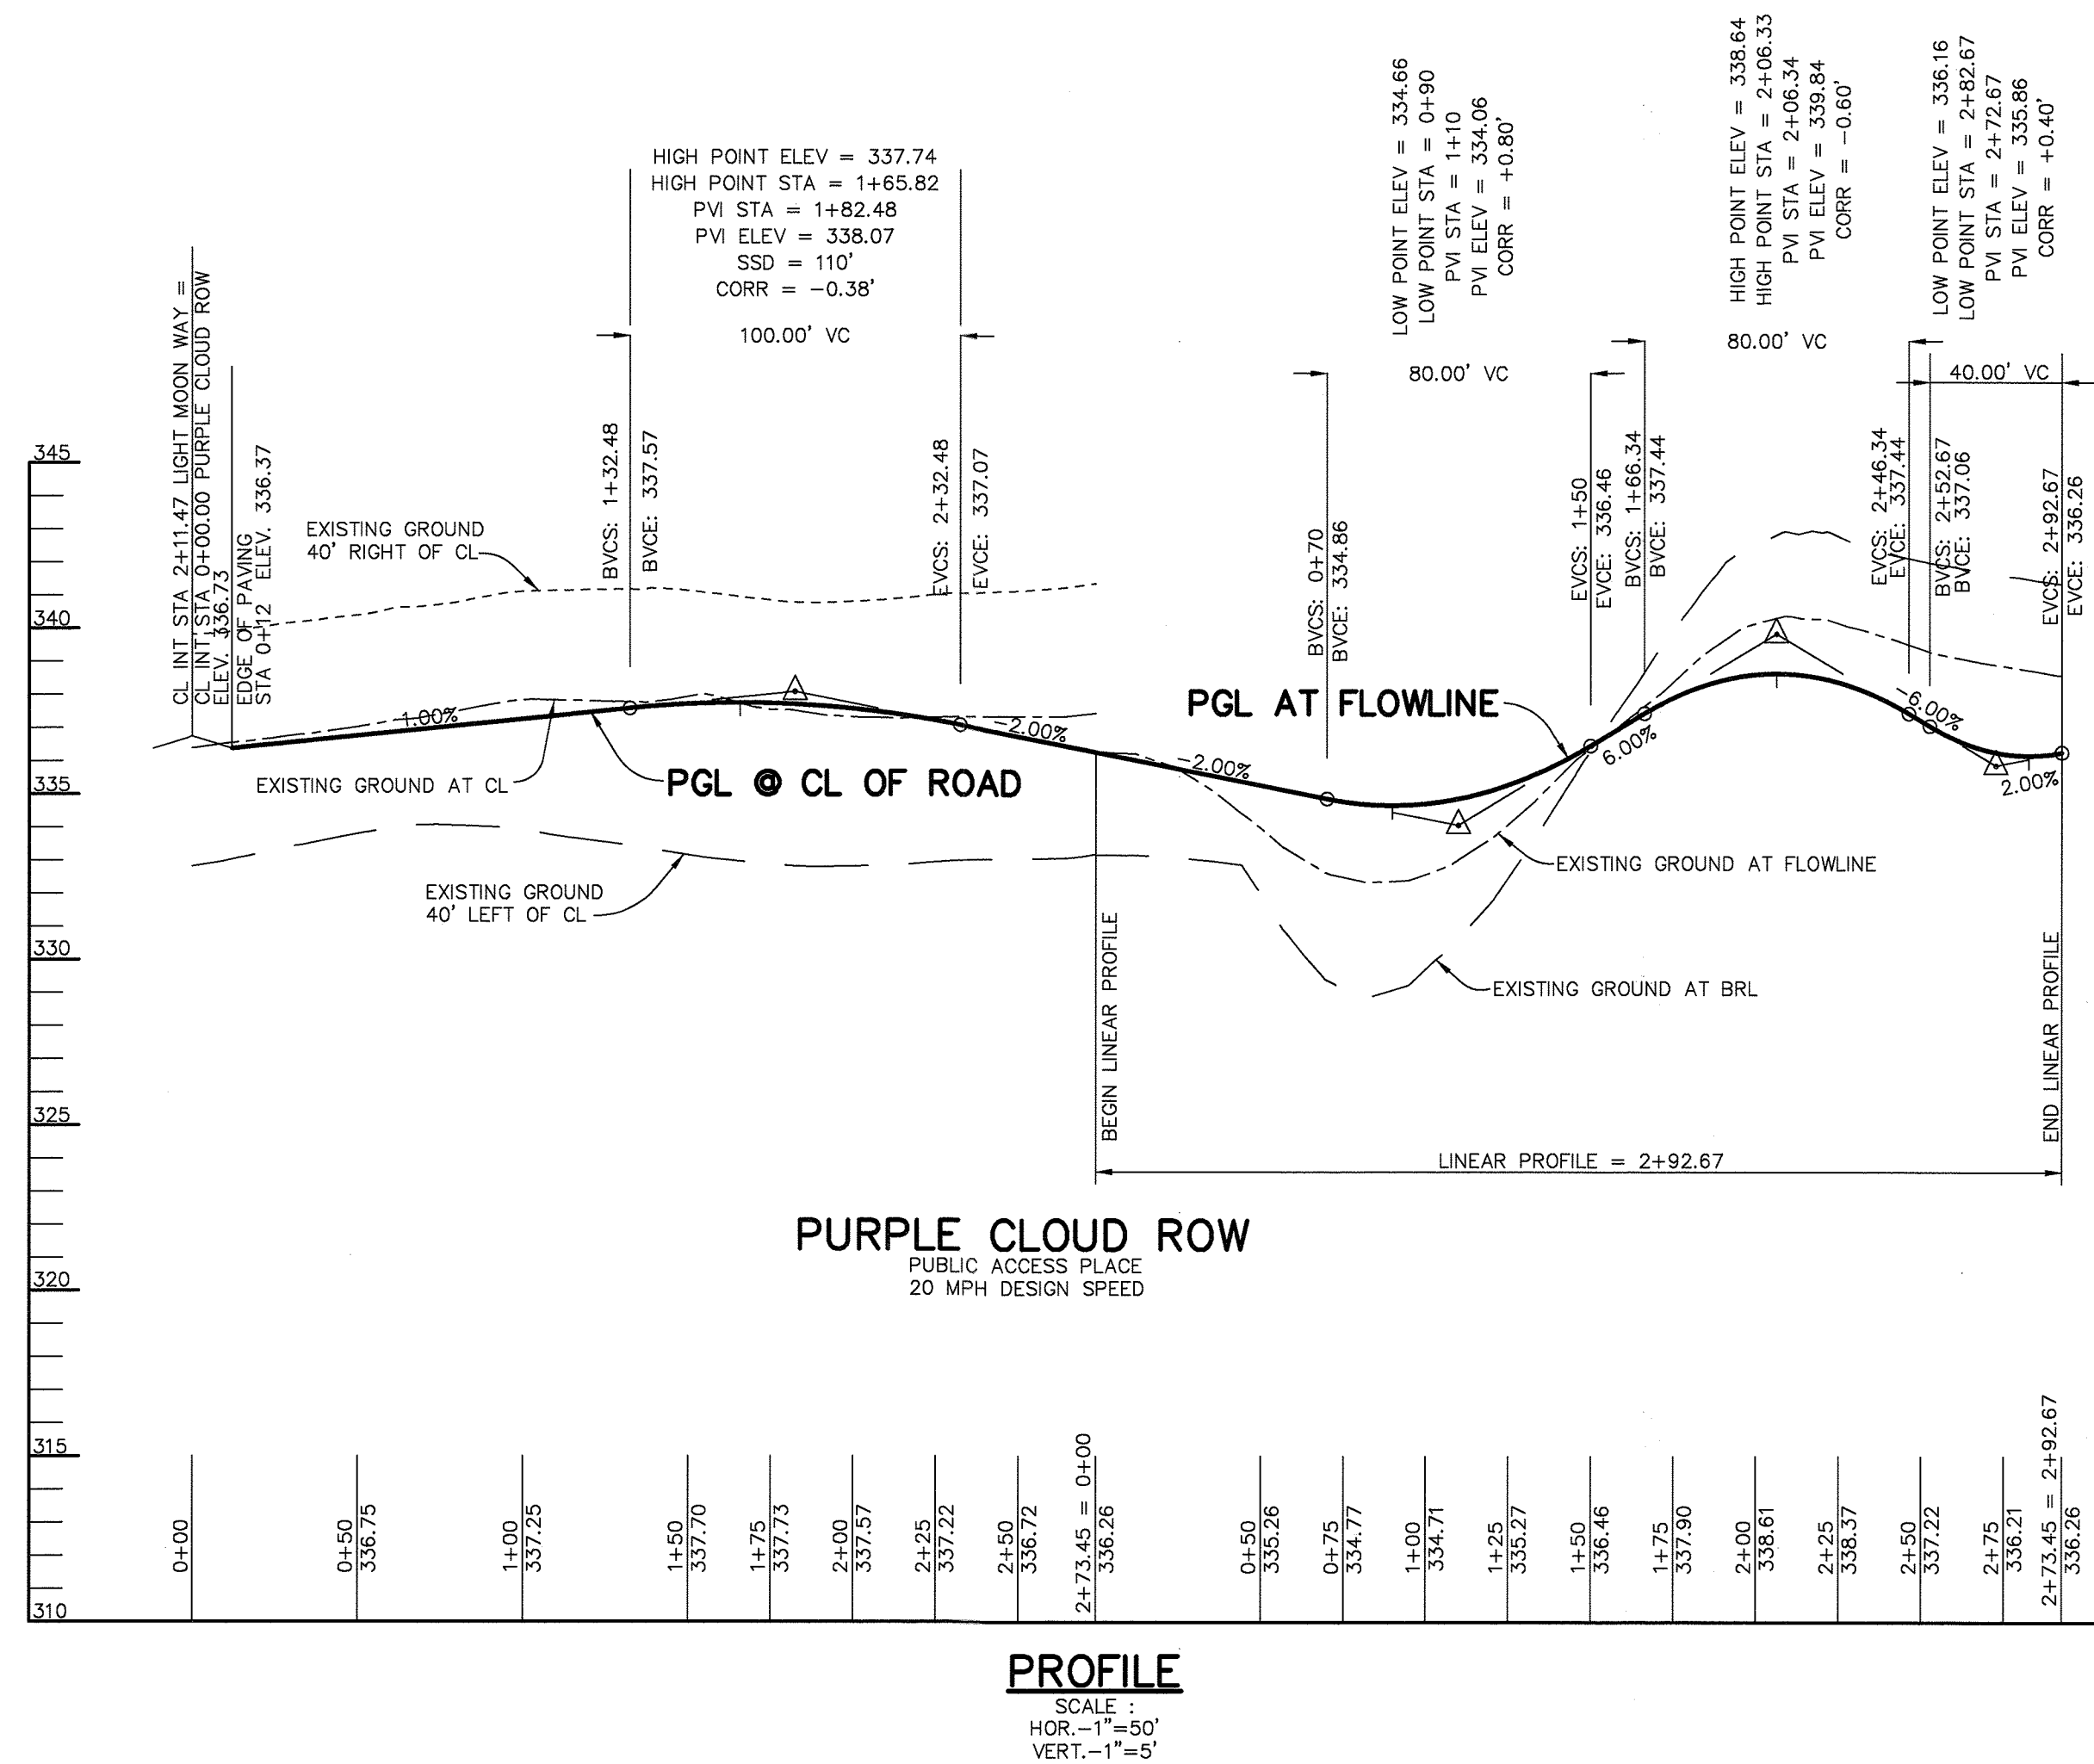 HIGH POINT ELEV = 337.74
HIGH POINT STA = 1+65.82
PVI STA = 1+82.48
PVI ELEV = 338.07
SSD = 110'
CORR = -0.38'
100.00' VC
LOW POINT ELEV = 334.66
LOW POINT STA = 0+90
PVI STA = 1+10
PVI ELEV = 334.06
CORR = +0.80'
80.00' VC
HIGH POINT ELEV = 338.64
HIGH POINT STA = 2+06.33
PVI STA = 2+06.34
PVI ELEV = 339.84
CORR = -0.60'
80.00' VC
LOW POINT ELEV = 336.16
LOW POINT STA = 2+82.67
PVI STA = 2+72.67
PVI ELEV = 335.86
CORR = +0.40'
40.00' VC
CL INT STA 2+11.47 LIGHT MOON WAY =
CL INT STA 0+00.00 PURPLE CLOUD ROW
ELEV. 336.73
EDGE OF PAVING
STA 0+12 ELEV. 336.37
BVCS: 1+32.48
BVCE: 337.57
EVCS: 2+32.48
EVCE: 337.07
BVCS: 0+70
BVCE: 334.86
EVCS: 1+50
EVCE: 336.46
BVCS: 1+66.34
BVCE: 337.44
EVCS: 2+46.34
EVCE: 337.44
BVCS: 2+52.67
BVCE: 337.06
EVCS: 2+92.67
EVCE: 336.26
345
340
335
330
325
320
315
310
EXISTING GROUND
40' RIGHT OF CL
1.00%
-2.00%
-2.00%
6.00%
-6.00%
2.00%
PGL AT FLOWLINE
EXISTING GROUND AT CL
PGL @ CL OF ROAD
EXISTING GROUND
40' LEFT OF CL
EXISTING GROUND AT FLOWLINE
EXISTING GROUND AT BRL
BEGIN LINEAR PROFILE
END LINEAR PROFILE
LINEAR PROFILE = 2+92.67
PURPLE CLOUD ROW
PUBLIC ACCESS PLACE
20 MPH DESIGN SPEED
0+00
0+50
336.75
1+00
337.25
1+50
337.70
1+75
337.73
2+00
337.57
2+25
337.22
2+50
336.72
2+73.45 = 0+00
336.26
0+50
335.26
0+75
334.77
1+00
334.71
1+25
335.27
1+50
336.46
1+75
337.90
2+00
338.61
2+25
338.37
2+50
337.22
2+75
336.21
2+73.45 = 2+92.67
336.26
PROFILE
SCALE :
HOR.-1"=50'
VERT.-1"=5'